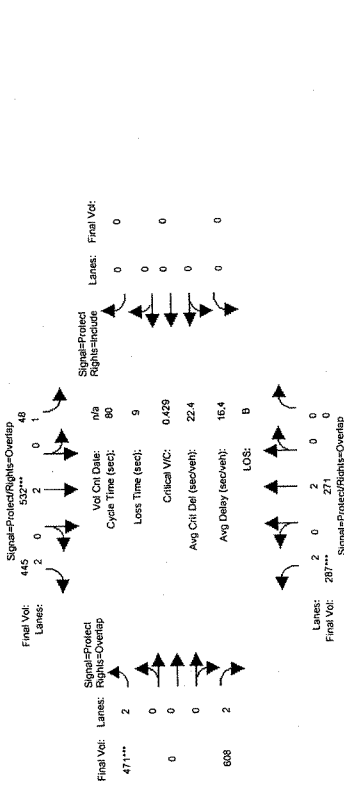 Signal=Protect/Rights=Overlap
Final Vol: 445 532*** 48
Lanes: 2 0 2 0 1
Signal=Protect
Rights=Overlap
Final Vol: Lanes:
471*** 2
0
0 0
0
608 2
Vol Cnt Date: n/a
Cycle Time (sec): 80
Loss Time (sec): 9
Critical V/C: 0.429
Avg Crit Del (sec/veh): 22.4
Avg Delay (sec/veh): 16.4
LOS: B
Signal=Protect
Rights=Include
Lanes: Final Vol:
0 0
0
0 0
0
0 0
Lanes: 2 0 2 0 0
Final Vol: 287*** 271 0
Signal=Protect/Rights=Overlap